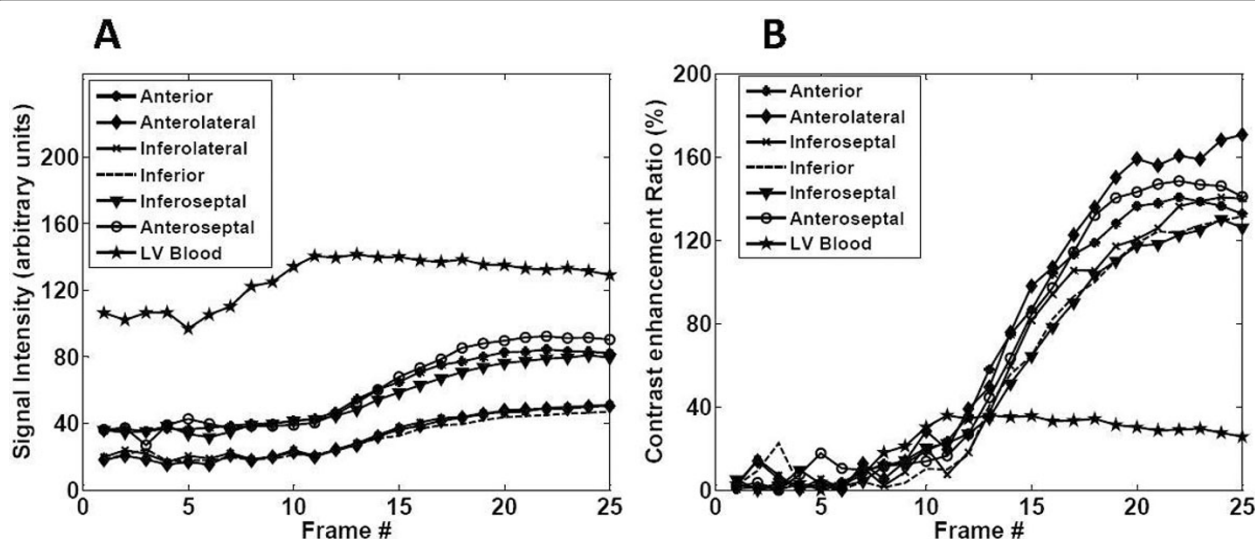 A
Signal Intensity (arbitrary units)
200
160
120
80
40
0
Anterior
Anterolateral
Inferolateral
Inferior
Inferoseptal
Anteroseptal
LV Blood
0 5 10 15 20 25
Frame #
B
Contrast enhancement Ratio (%)
200
160
120
80
40
0
Anterior
Anterolateral
Inferoseptal
Inferior
Inferoseptal
Anteroseptal
LV Blood
0 5 10 15 20 25
Frame #